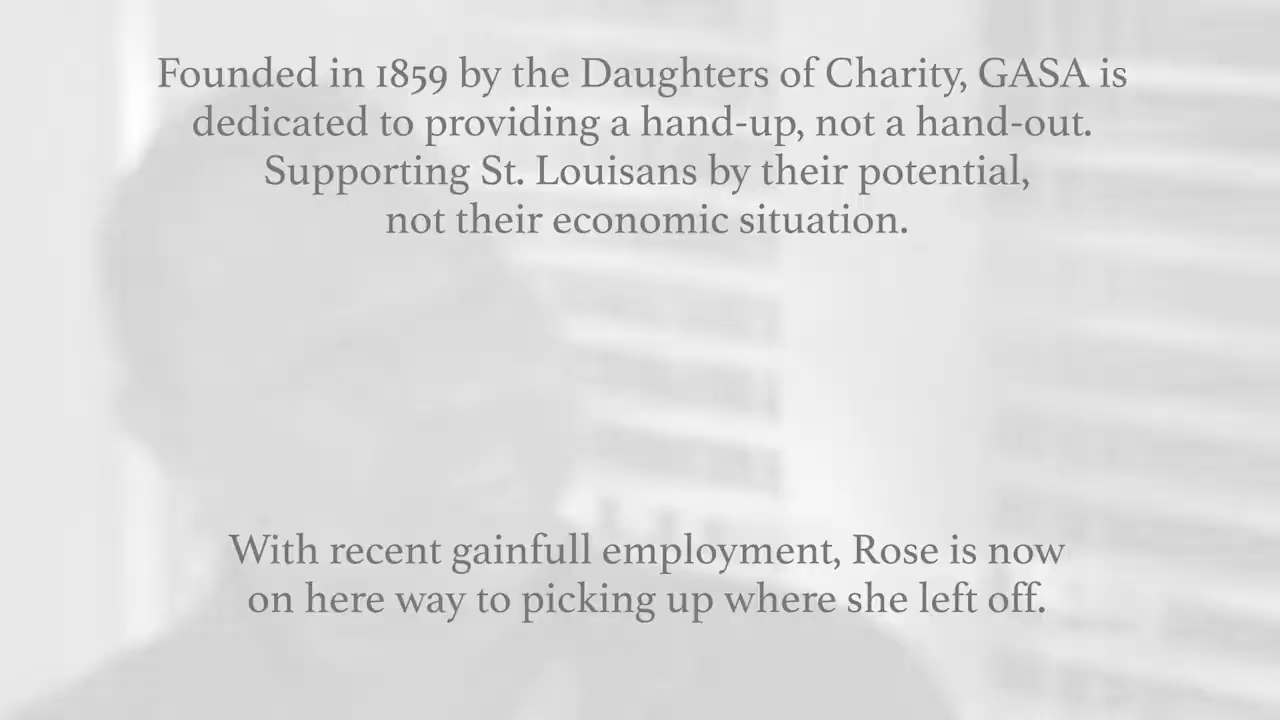 Founded in 1859 by the Daughters of Charity, GASA is
dedicated to providing a hand-up, not a hand-out.
Supporting St. Louisans by their potential,
not their economic situation.
With recent gainfull employment, Rose is now
on here way to picking up where she left off.